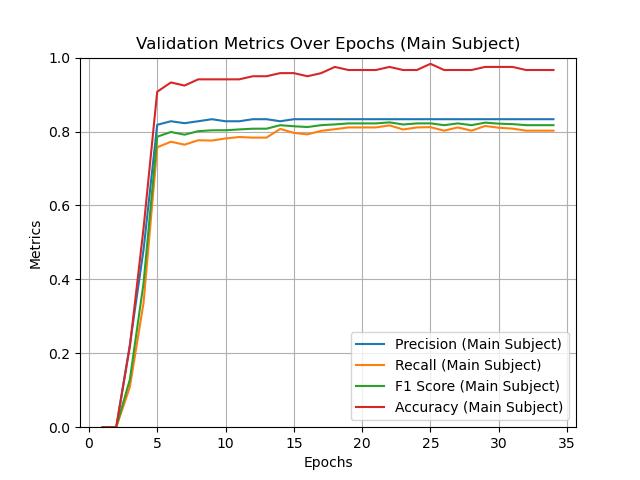 Validation Metrics Over Epochs (Main Subject)
1.0
0.8
0.6
0.4
0.2
0.0
Metrics
0 5 10 15 20 25 30 35
Epochs
Precision (Main Subject)
Recall (Main Subject)
F1 Score (Main Subject)
Accuracy (Main Subject)